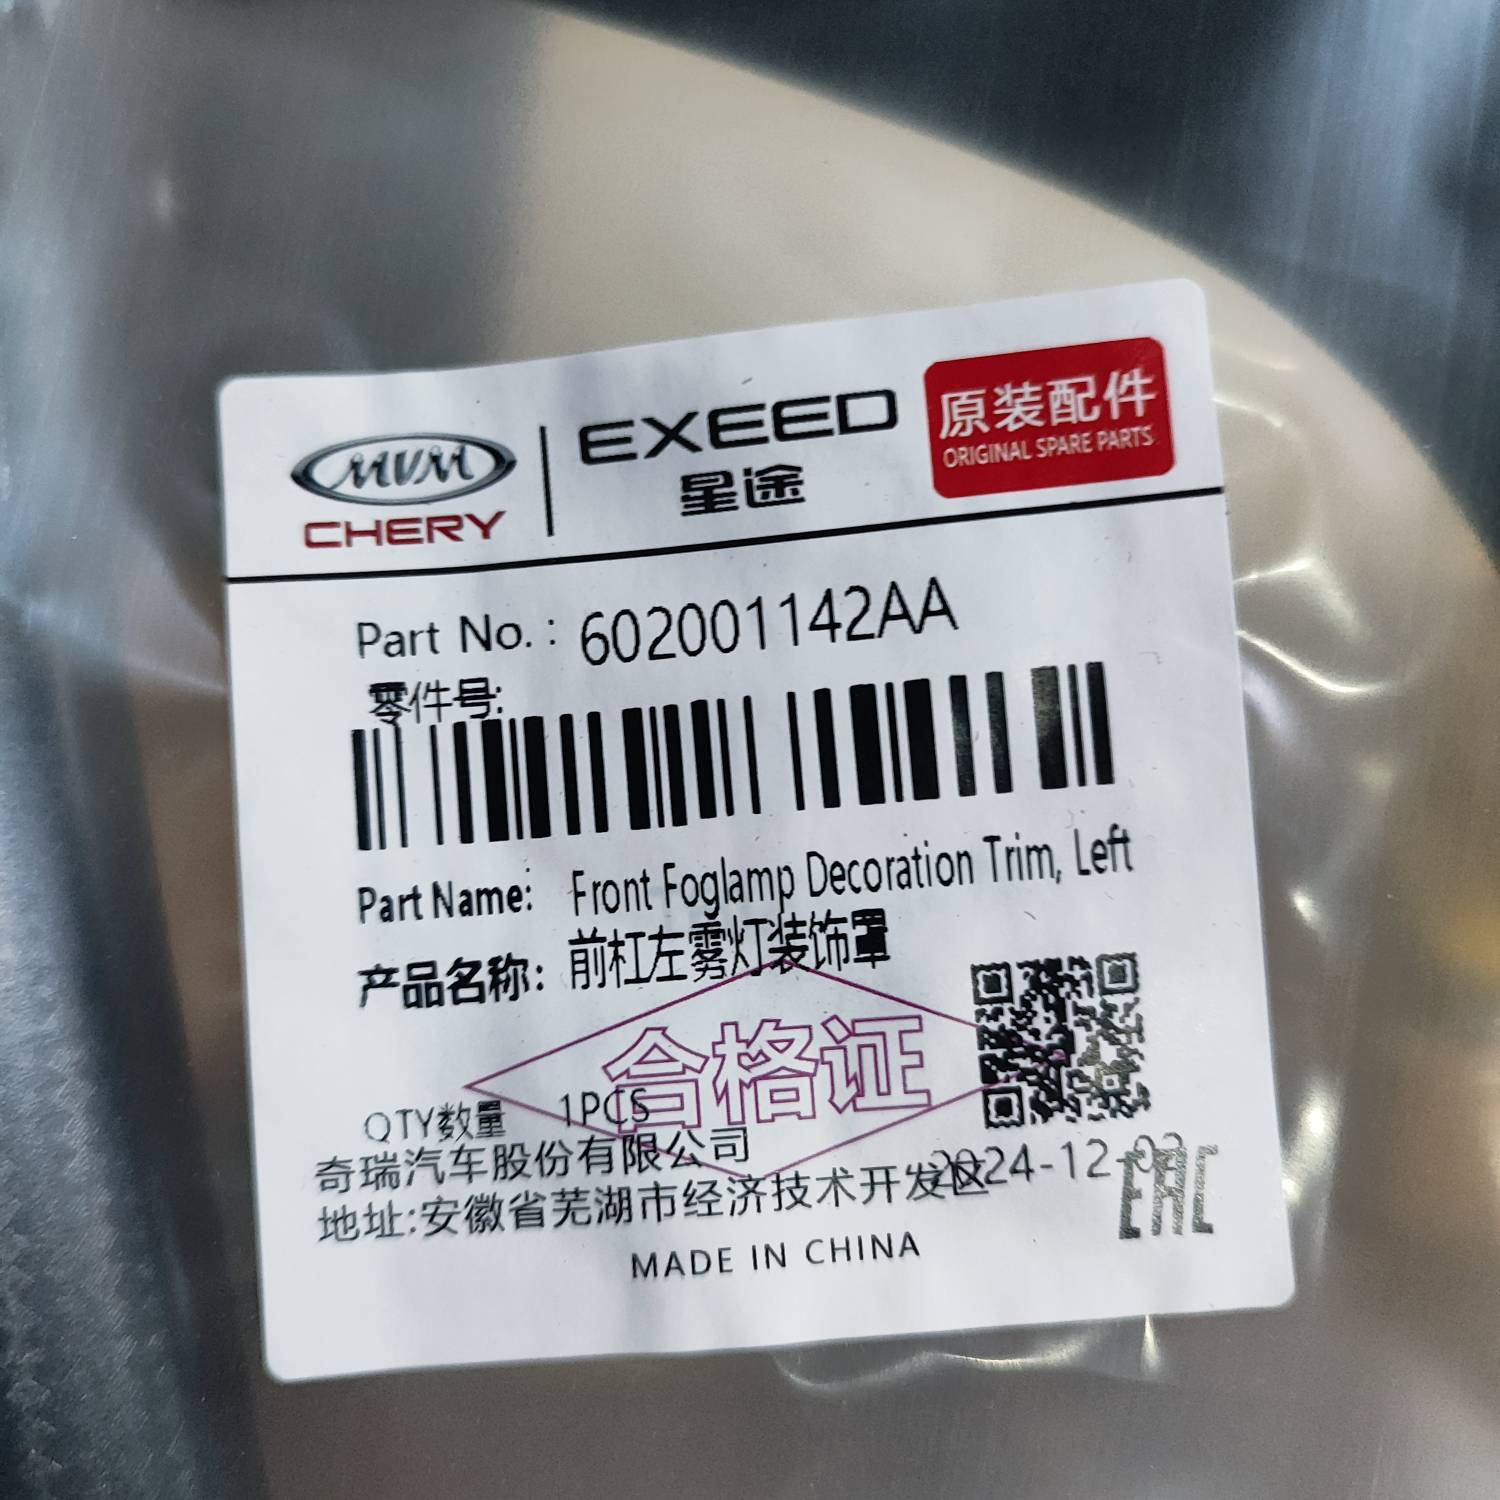 MVM
CHERY
EXEED
星途
原装配件
ORIGINAL SPARE PARTS
Part No.: 602001142AA
零件号:
Part Name: Front Foglamp Decoration Trim, Left
产品名称: 前杠左雾灯装饰罩
合格证
QTY数量 1PCS
奇瑞汽车股份有限公司
2024-12-03
地址:安徽省芜湖市经济技术开发区
EAC
MADE IN CHINA